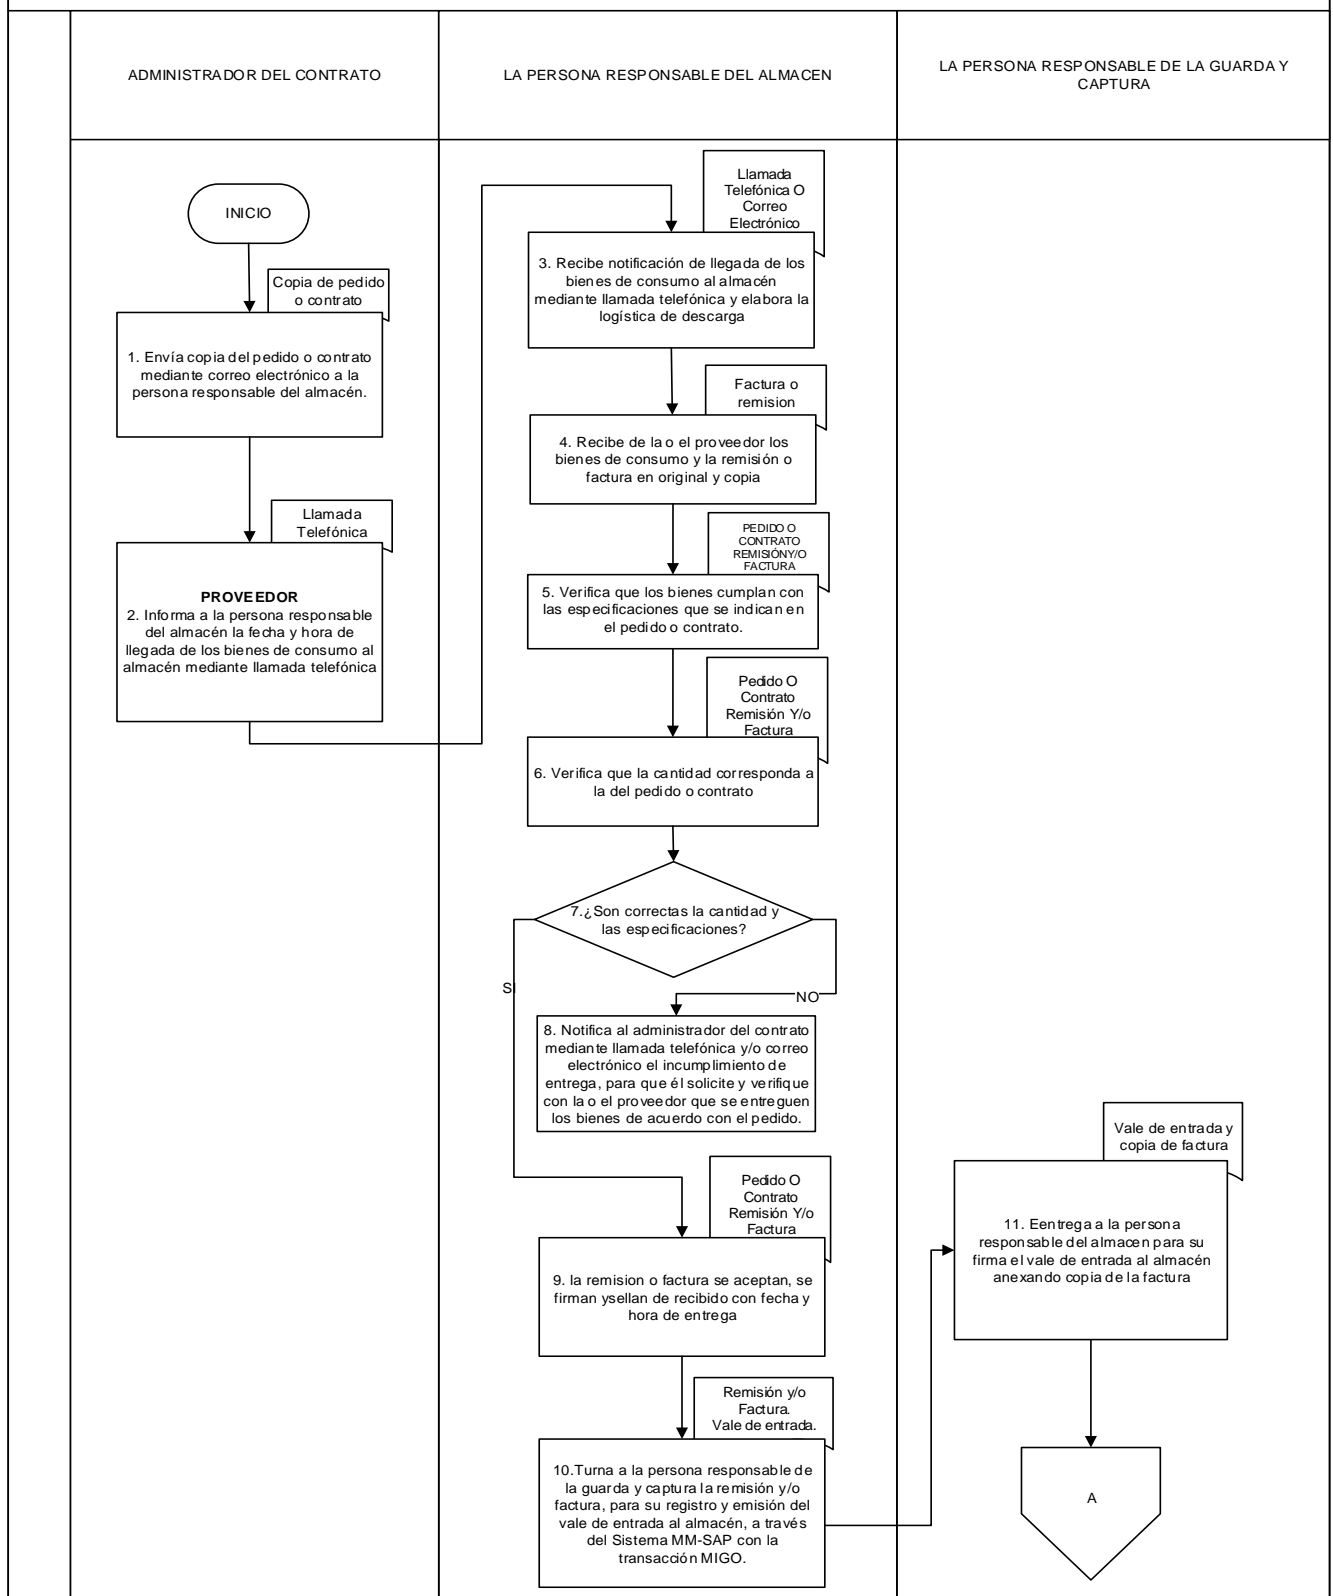 ADMINISTRADOR DEL CONTRATO
LA PERSONA RESPONSABLE DEL ALMACEN
LA PERSONA RESPONSABLE DE LA GUARDA Y
CAPTURA
INICIO
Copia de pedido
o contrato
1. Envía copia del pedido o contrato
mediante correo electrónico a la
persona responsable del almacén.
Llamada
Telefónica
PROVEEDOR
2. Informa a la persona responsable
del almacén la fecha y hora de
llegada de los bienes de consumo al
almacén mediante llamada telefónica
Llamada
Telefónica O
Correo
Electrónico
3. Recibe notificación de llegada de los
bienes de consumo al almacén
mediante llamada telefónica y elabora la
logística de descarga
Factura o
remision
4. Recibe de la o el proveedor los
bienes de consumo y la remisión o
factura en original y copia
PEDIDO O
CONTRATO
REMISIÓNY/O
FACTURA
5. Verifica que los bienes cumplan con
las especificaciones que se indican en
el pedido o contrato.
Pedido O
Contrato
Remisión Y/o
Factura
6. Verifica que la cantidad corresponda a
la del pedido o contrato
7.¿Son correctas la cantidad y
las especificaciones?
SI
NO
8. Notifica al administrador del contrato
mediante llamada telefónica y/o correo
electrónico el incumplimiento de
entrega, para que él solicite y verifique
con la o el proveedor que se entreguen
los bienes de acuerdo con el pedido.
Pedido O
Contrato
Remisión Y/o
Factura
9. la remision o factura se aceptan, se
firman ysellan de recibido con fecha y
hora de entrega
Remisión y/o
Factura.
Vale de entrada.
10.Turna a la persona responsable de
la guarda y captura la remisión y/o
factura, para su registro y emisión del
vale de entrada al almacén, a través
del Sistema MM-SAP con la
transacción MIGO.
Vale de entrada y
copia de factura
11. Eentrega a la persona
responsable del almacen para su
firma el vale de entrada al almacén
anexando copia de la factura
A